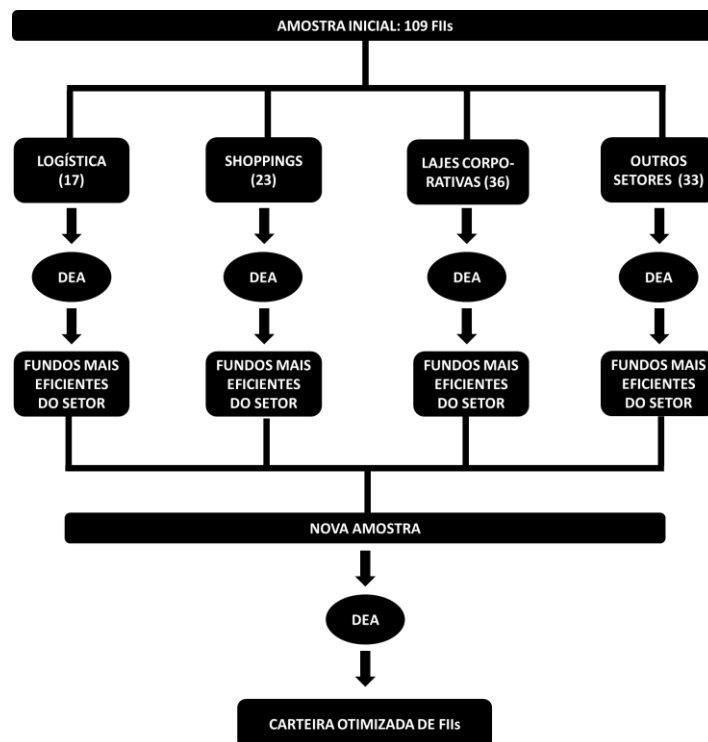 AMOSTRA INICIAL: 109 FIIs
LOGÍSTICA
(17)
SHOPPINGS
(23)
LAJES CORPO-
RATIVAS (36)
OUTROS
SETORES (33)
DEA
DEA
DEA
DEA
FUNDOS MAIS
EFICIENTES
DO SETOR
FUNDOS MAIS
EFICIENTES
DO SETOR
FUNDOS MAIS
EFICIENTES
DO SETOR
FUNDOS MAIS
EFICIENTES
DO SETOR
NOVA AMOSTRA
DEA
CARTEIRA OTIMIZADA DE FIIs